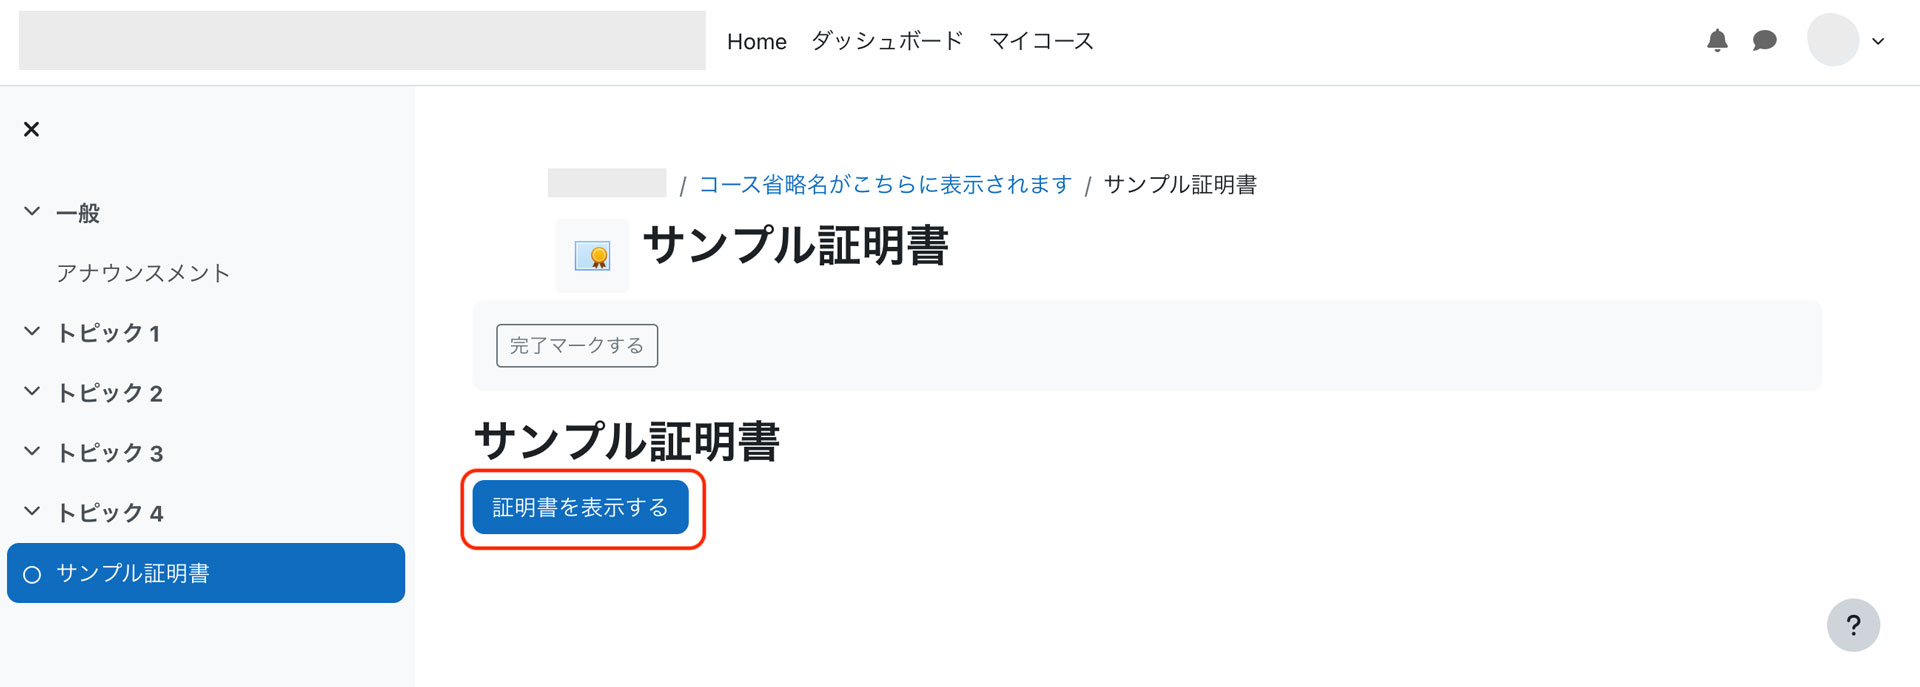 Home ダッシュボード マイコース
/ コース省略名がこちらに表示されます / サンプル証明書
サンプル証明書
一般
アナウンスメント
トピック 1
トピック 2
トピック 3
トピック 4
サンプル証明書
完了マークする
サンプル証明書
証明書を表示する
?